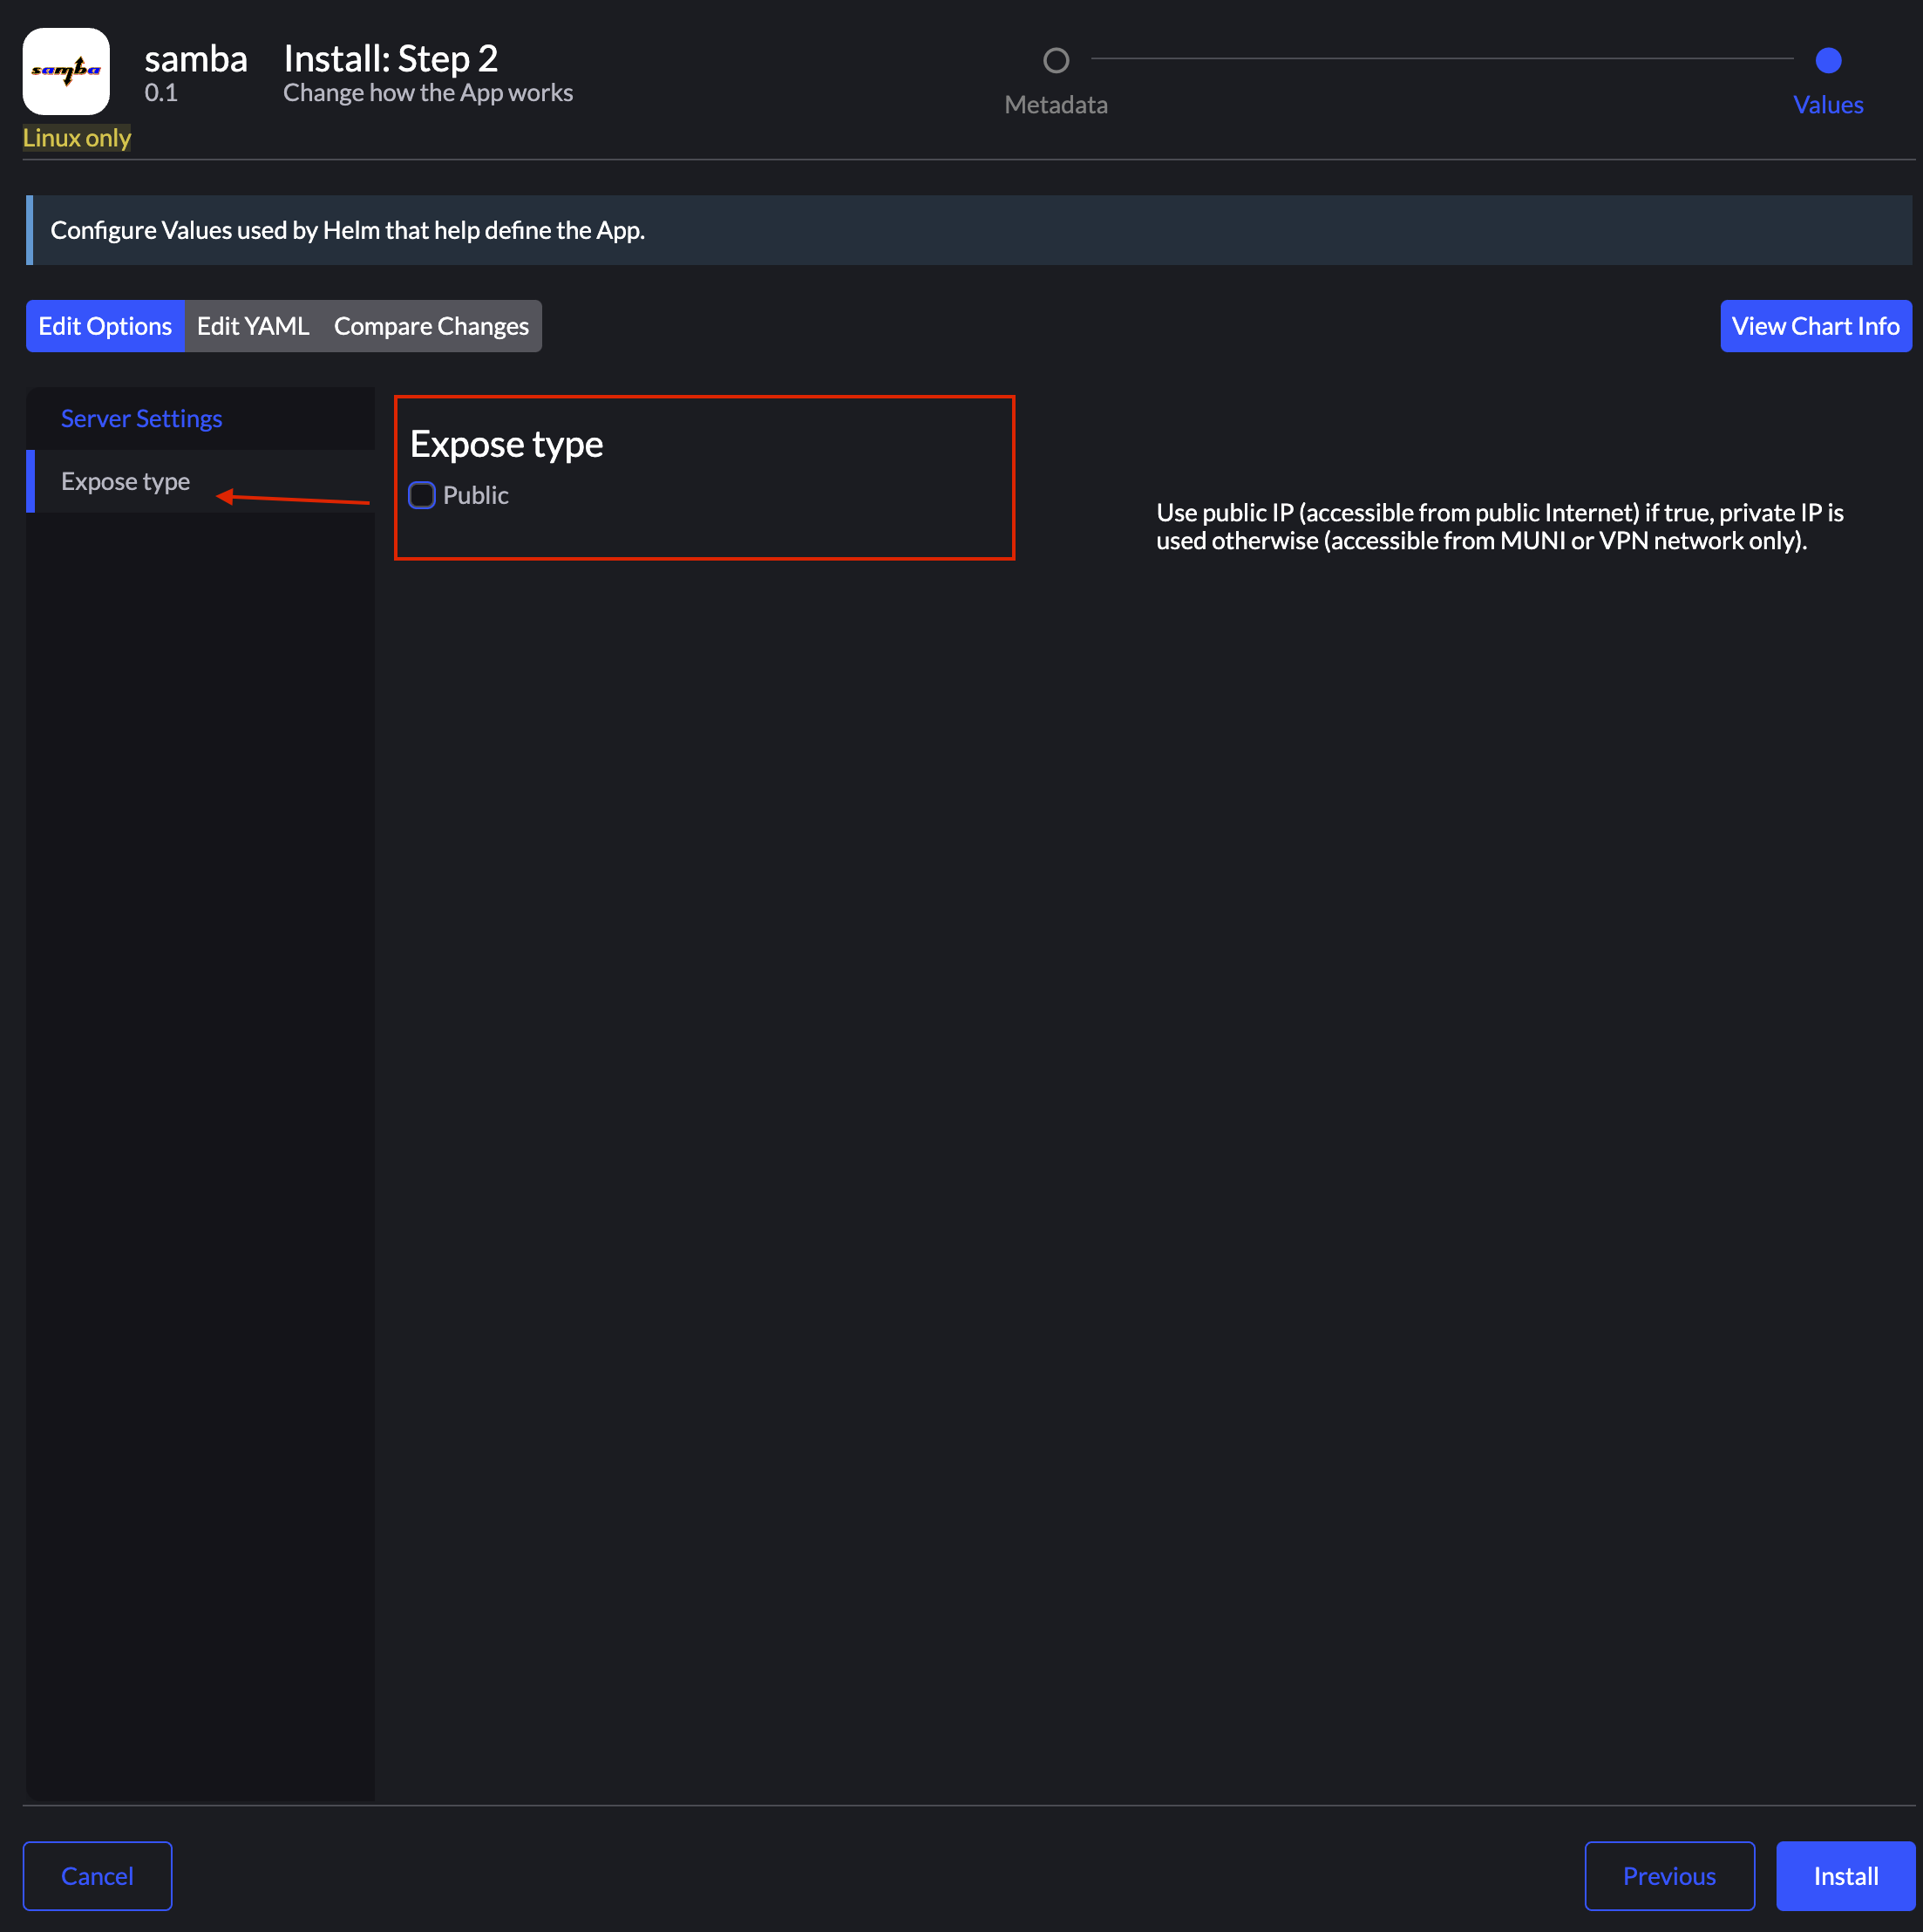 samba
samba
Install: Step 2
0.1
Change how the App works
Linux only
Metadata
Values
Configure Values used by Helm that help define the App.
Edit Options
Edit YAML
Compare Changes
View Chart Info
Server Settings
Expose type
Expose type
Public
Use public IP (accessible from public Internet) if true, private IP is
used otherwise (accessible from MUNI or VPN network only).
Cancel
Previous
Install